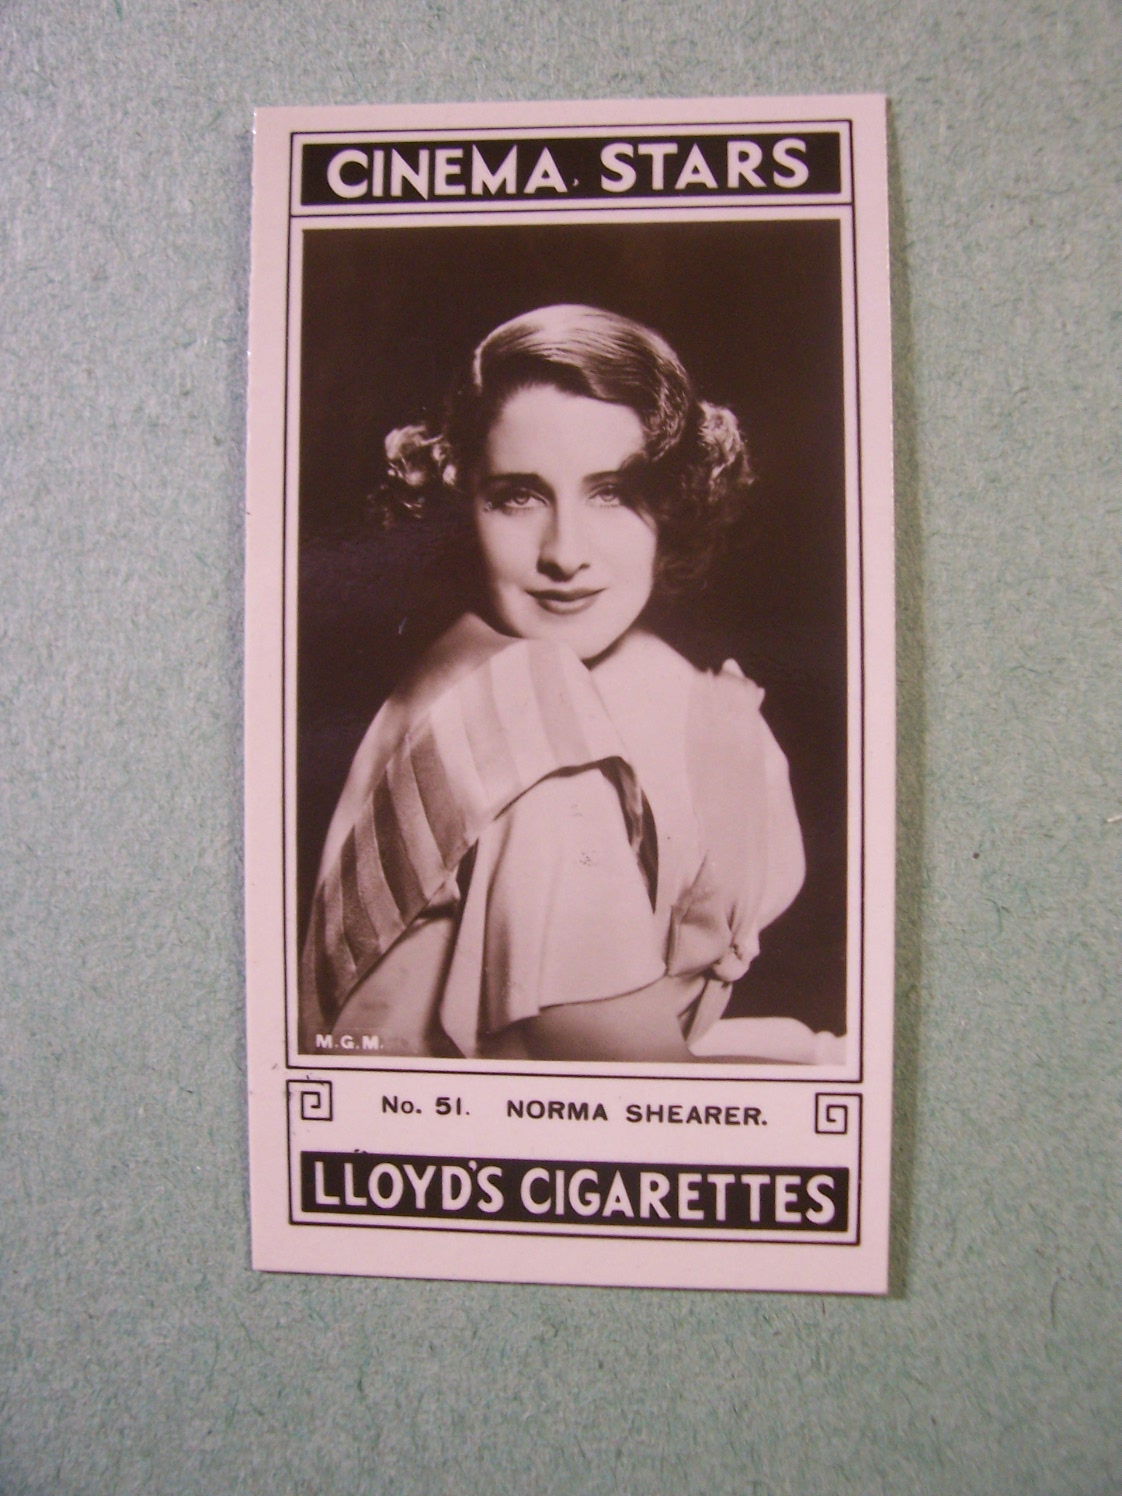 CINEMA STARS
M.G.M.
No. 51. NORMA SHEARER.
LLOYD'S CIGARETTES